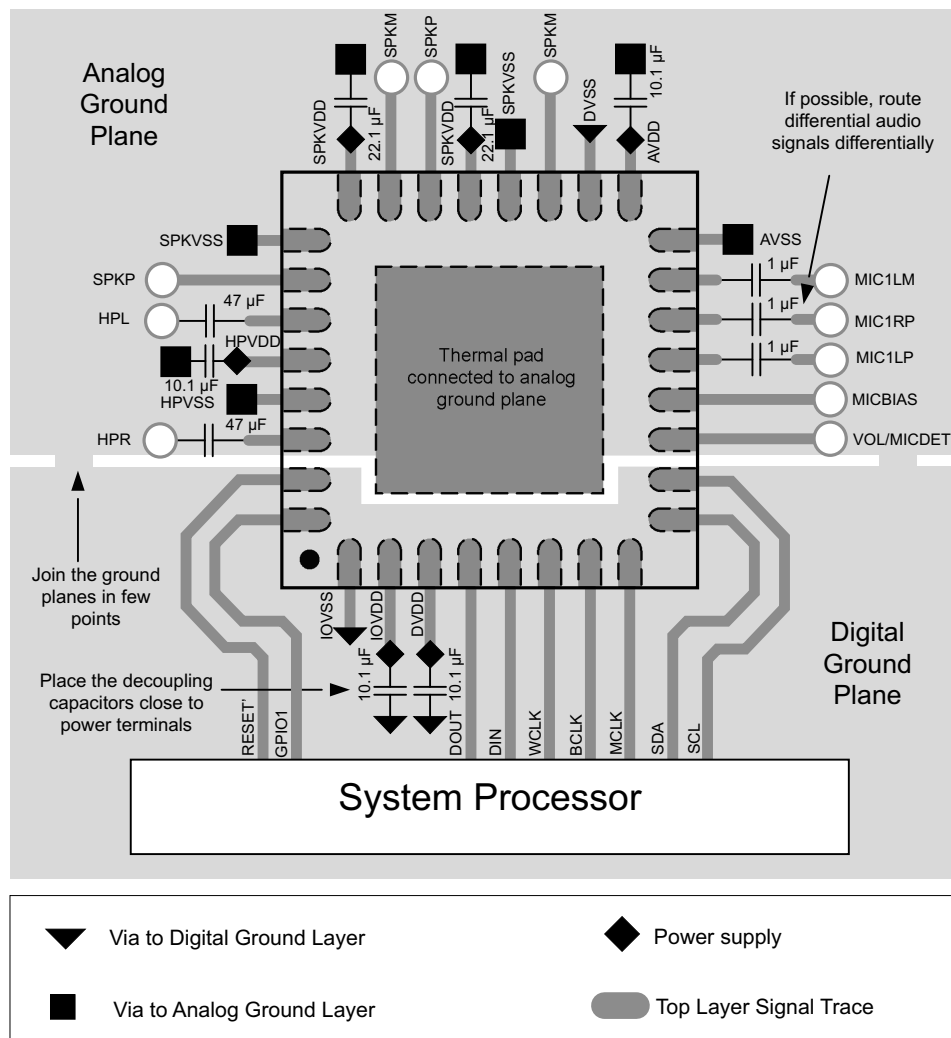 Analog
Ground
Plane
SPKVDD
22.1 µF
SPKM
SPKP
SPKVDD
22.1 µF
SPKVSS
SPKM
DVSS
10.1 µF
AVDD
If possible, route
differential audio
signals differentially
SPKVSS
SPKP
HPL
47 µF
HPVDD
10.1 µF
HPVSS
47 µF
HPR
AVSS
1 µF
MIC1LM
1 µF
MIC1RP
1 µF
MIC1LP
MICBIAS
VOL/MICDET
Thermal pad
connected to analog
ground plane
Join the ground
planes in few
points
Place the decoupling
capacitors close to
power terminals
IOVSS
IOVDD
10.1 µF
DVDD
10.1 µF
Digital
Ground
Plane
RESET'
GPIO1
DOUT
DIN
WCLK
BCLK
MCLK
SDA
SCL
System Processor
Via to Digital Ground Layer
Power supply
Via to Analog Ground Layer
Top Layer Signal Trace